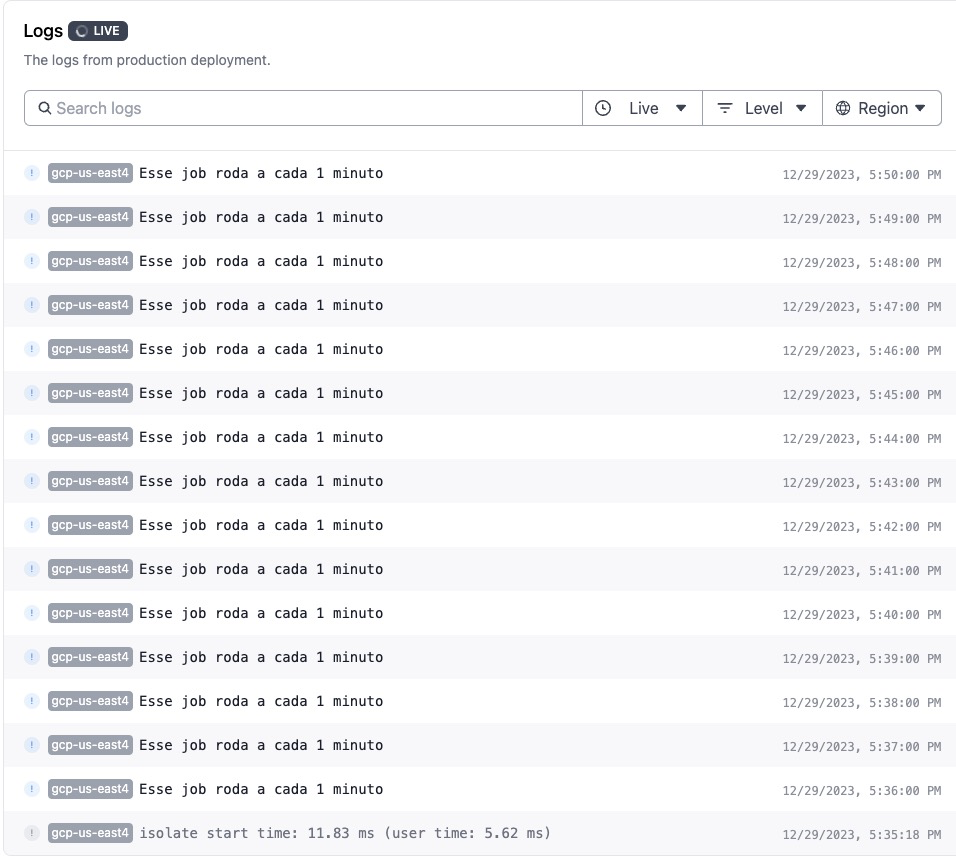 Logs LIVE
The logs from production deployment.
Search logs Live Level Region
! gcp-us-east4 Esse job roda a cada 1 minuto 12/29/2023, 5:50:00 PM
! gcp-us-east4 Esse job roda a cada 1 minuto 12/29/2023, 5:49:00 PM
! gcp-us-east4 Esse job roda a cada 1 minuto 12/29/2023, 5:48:00 PM
! gcp-us-east4 Esse job roda a cada 1 minuto 12/29/2023, 5:47:00 PM
! gcp-us-east4 Esse job roda a cada 1 minuto 12/29/2023, 5:46:00 PM
! gcp-us-east4 Esse job roda a cada 1 minuto 12/29/2023, 5:45:00 PM
! gcp-us-east4 Esse job roda a cada 1 minuto 12/29/2023, 5:44:00 PM
! gcp-us-east4 Esse job roda a cada 1 minuto 12/29/2023, 5:43:00 PM
! gcp-us-east4 Esse job roda a cada 1 minuto 12/29/2023, 5:42:00 PM
! gcp-us-east4 Esse job roda a cada 1 minuto 12/29/2023, 5:41:00 PM
! gcp-us-east4 Esse job roda a cada 1 minuto 12/29/2023, 5:40:00 PM
! gcp-us-east4 Esse job roda a cada 1 minuto 12/29/2023, 5:39:00 PM
! gcp-us-east4 Esse job roda a cada 1 minuto 12/29/2023, 5:38:00 PM
! gcp-us-east4 Esse job roda a cada 1 minuto 12/29/2023, 5:37:00 PM
! gcp-us-east4 Esse job roda a cada 1 minuto 12/29/2023, 5:36:00 PM
! gcp-us-east4 isolate start time: 11.83 ms (user time: 5.62 ms) 12/29/2023, 5:35:18 PM